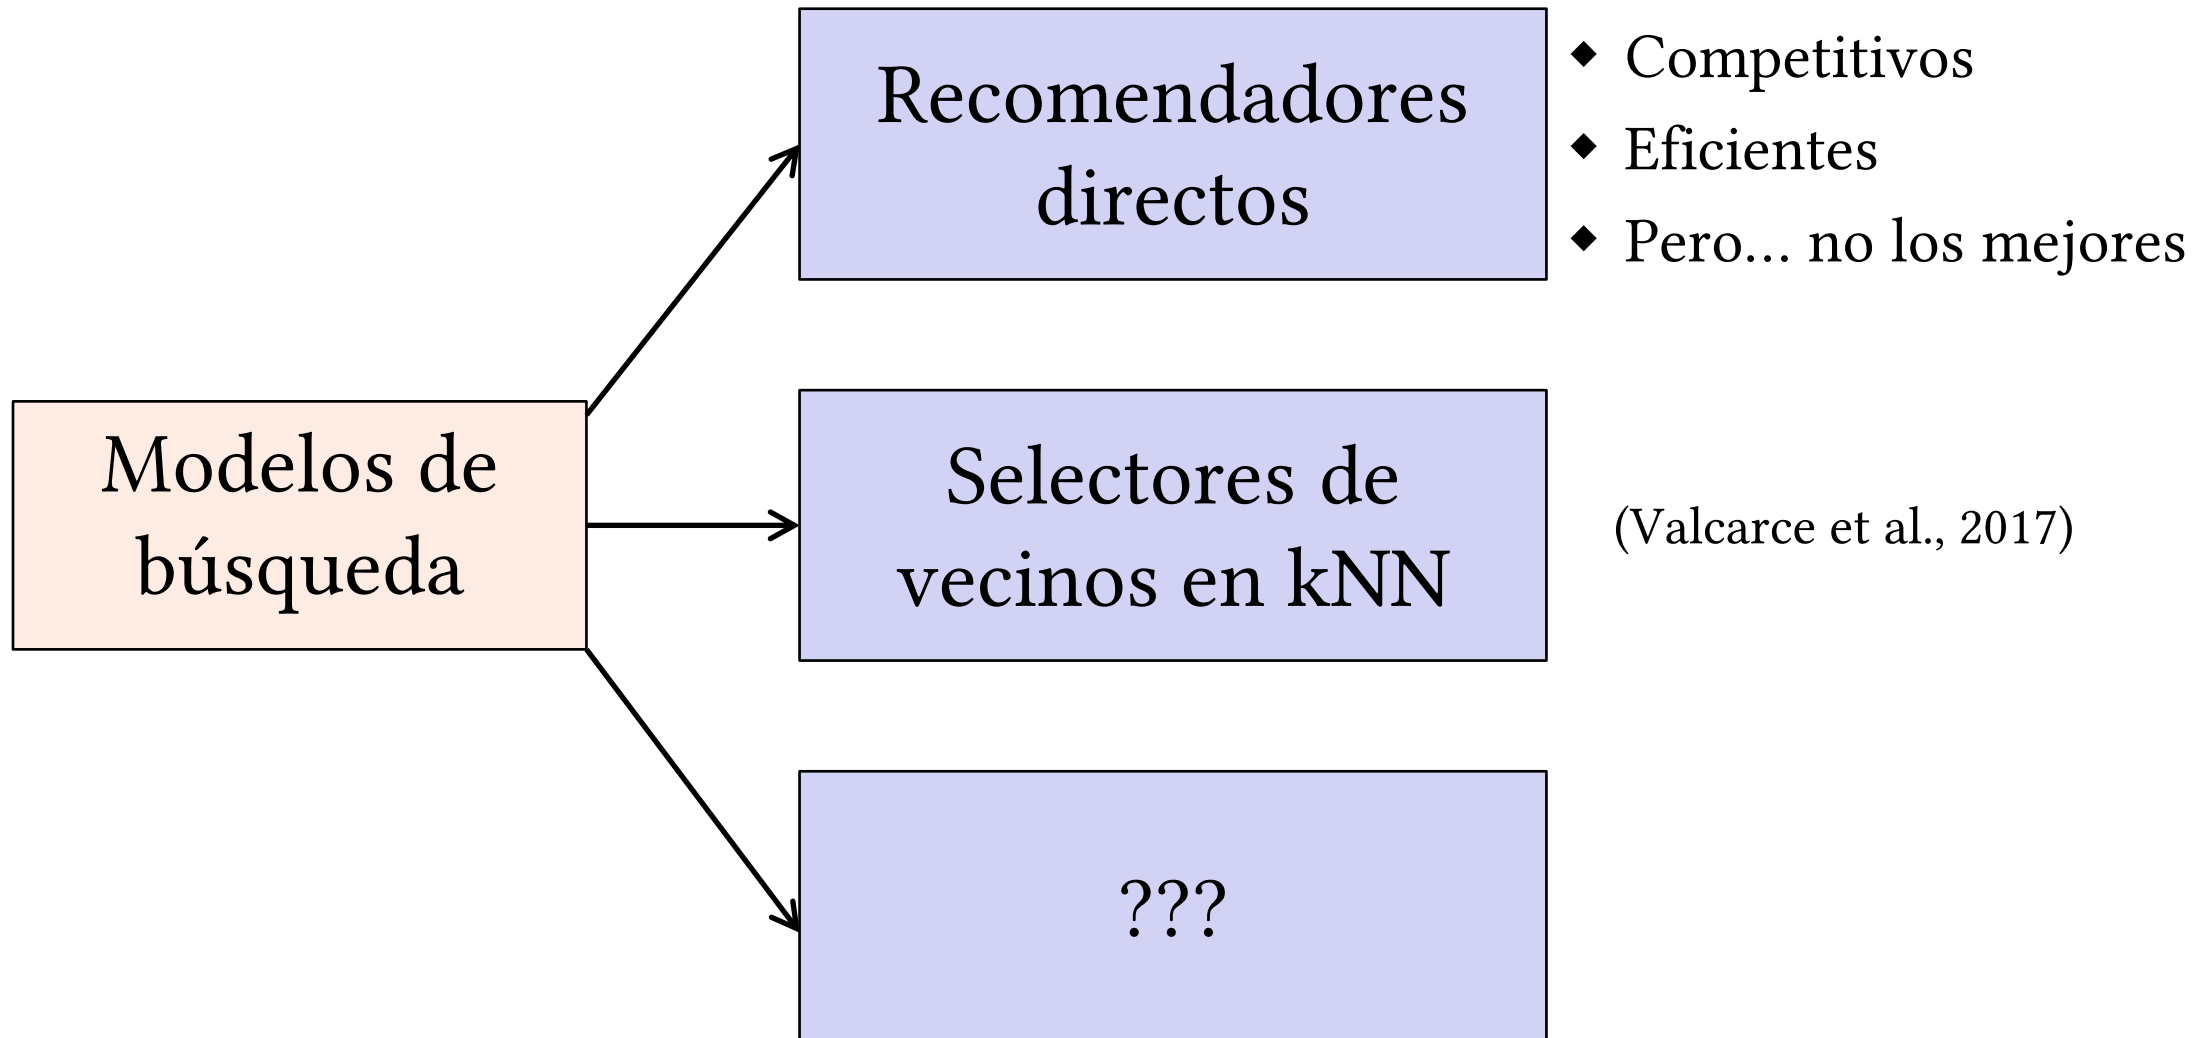 Recomendadores
directos
◆ Competitivos
◆ Eficientes
◆ Pero... no los mejores
Modelos de
búsqueda
Selectores de
vecinos en kNN
(Valcarce et al., 2017)
???